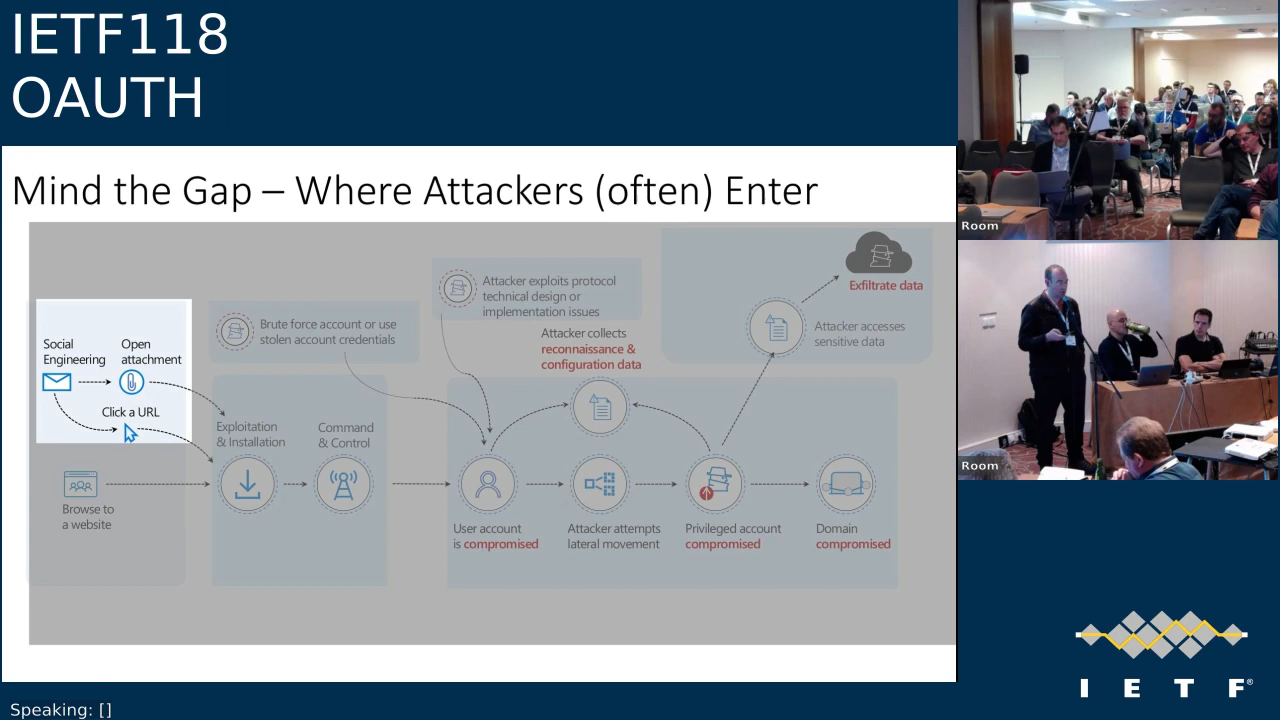 IETF118
OAUTH
Mind the Gap – Where Attackers (often) Enter
Social
Engineering
Open
attachment
Click a URL
Browse to
a website
Brute force account or use
stolen account credentials
Exploitation
& Installation
Command
& Control
Attacker exploits protocol
technical design or
implementation issues
Attacker collects
reconnaissance &
configuration data
Attacker accesses
sensitive data
Exfiltrate data
User account
is compromised
Attacker attempts
lateral movement
Privileged account
compromised
Domain
compromised
Room
Room
I E T F®
Speaking: []